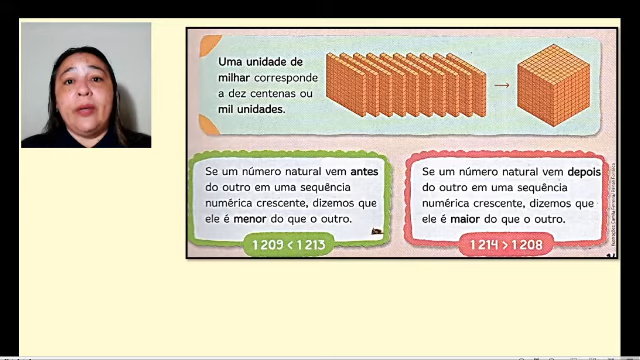 Uma unidade de
milhar corresponde
a dez centenas ou
mil unidades.
Se um número natural vem antes
do outro em uma sequência
numérica crescente, dizemos que
ele é menor do que o outro.
1 209 < 1 213
Se um número natural vem depois
do outro em uma sequência
numérica crescente, dizemos que
ele é maior do que o outro.
1 214 > 1 208